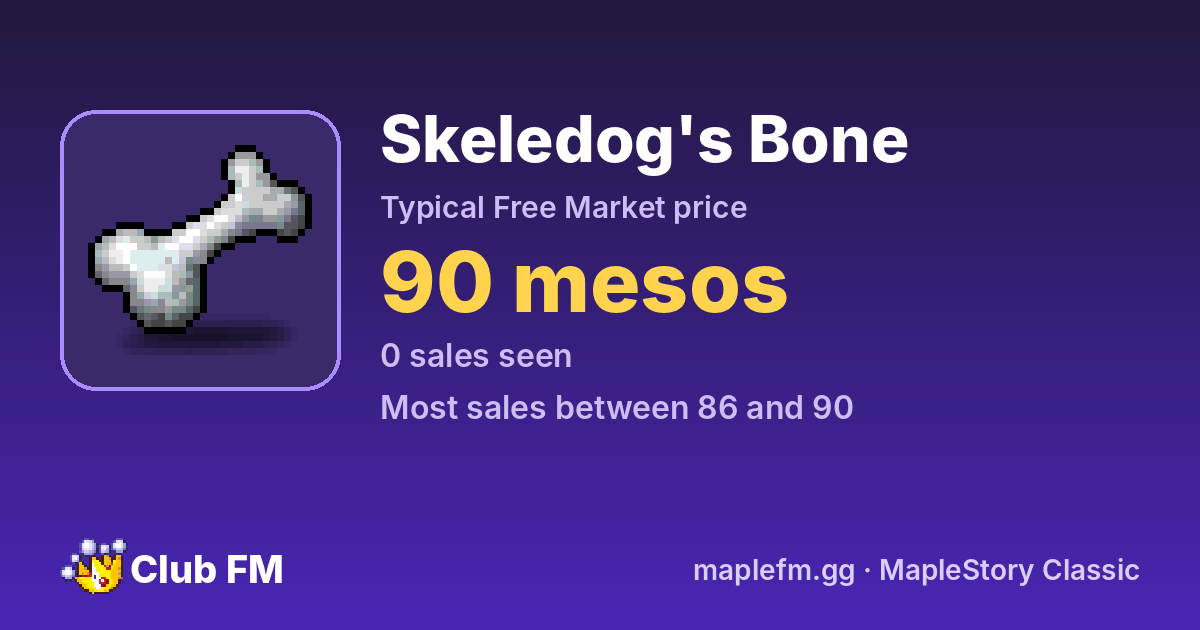 Skeledog's Bone
Typical Free Market price
90 mesos
0 sales seen
Most sales between 86 and 90
Club FM
maplefm.gg · MapleStory Classic